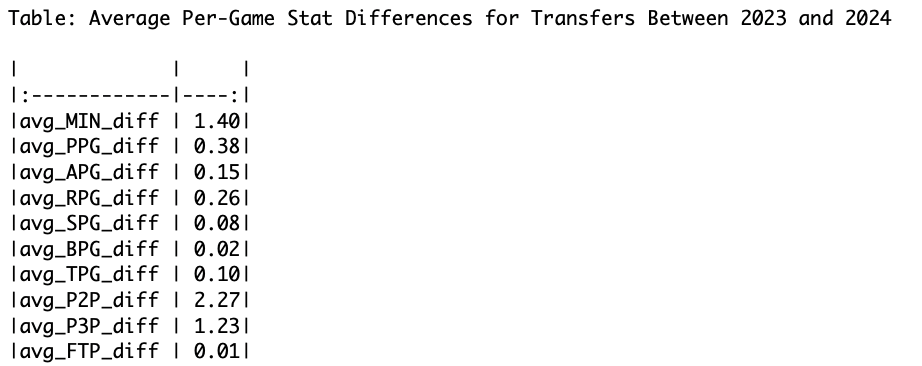 Table: Average Per-Game Stat Differences for Transfers Between 2023 and 2024
|             |     |
|:------------|----:|
|avg_MIN_diff | 1.40|
|avg_PPG_diff | 0.38|
|avg_APG_diff | 0.15|
|avg_RPG_diff | 0.26|
|avg_SPG_diff | 0.08|
|avg_BPG_diff | 0.02|
|avg_TPG_diff | 0.10|
|avg_P2P_diff | 2.27|
|avg_P3P_diff | 1.23|
|avg_FTP_diff | 0.01|